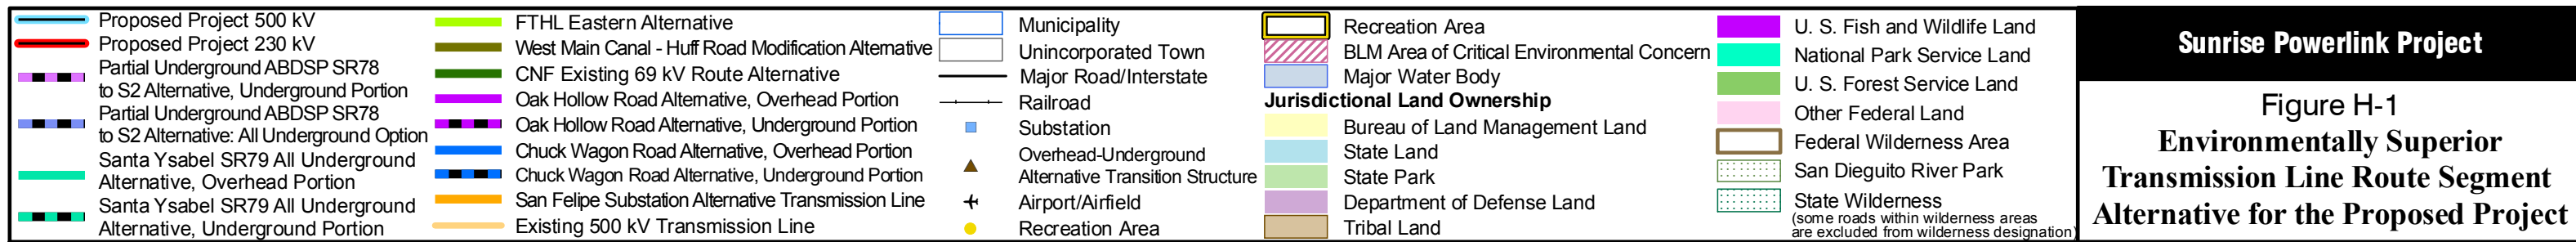 Proposed Project 500 kV
Proposed Project 230 kV
Partial Underground ABDSP SR78
to S2 Alternative, Underground Portion
Partial Underground ABDSP SR78
to S2 Alternative: All Underground Option
Santa Ysabel SR79 All Underground
Alternative, Overhead Portion
Santa Ysabel SR79 All Underground
Alternative, Underground Portion
FTHL Eastern Alternative
West Main Canal - Huff Road Modification Alternative
CNF Existing 69 kV Route Alternative
Oak Hollow Road Alternative, Overhead Portion
Oak Hollow Road Alternative, Underground Portion
Chuck Wagon Road Alternative, Overhead Portion
Chuck Wagon Road Alternative, Underground Portion
San Felipe Substation Alternative Transmission Line
Existing 500 kV Transmission Line
Municipality
Unincorporated Town
Major Road/Interstate
Railroad
Substation
Overhead-Underground
Alternative Transition Structure
Airport/Airfield
Recreation Area
Recreation Area
BLM Area of Critical Environmental Concern
Major Water Body
Jurisdictional Land Ownership
Bureau of Land Management Land
State Land
State Park
Department of Defense Land
Tribal Land
U. S. Fish and Wildlife Land
National Park Service Land
U. S. Forest Service Land
Other Federal Land
Federal Wilderness Area
San Dieguito River Park
State Wilderness
(some roads within wilderness areas
are excluded from wilderness designation)
Sunrise Powerlink Project
Figure H-1
Environmentally Superior
Transmission Line Route Segment
Alternative for the Proposed Project